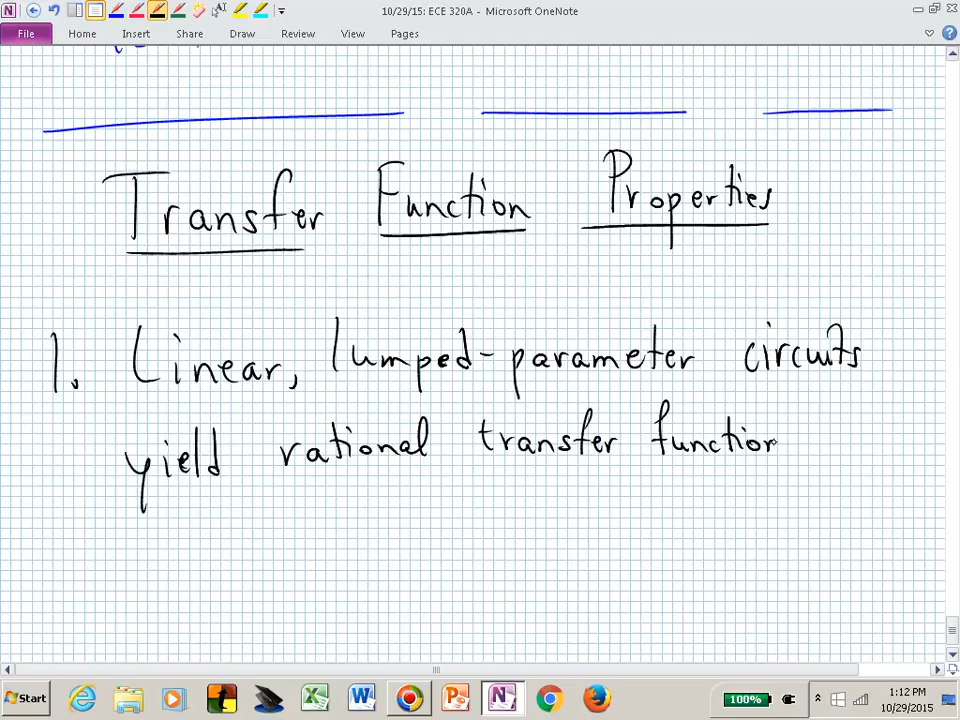 10/29/15: ECE 320A - Microsoft OneNote
File Home Insert Share Draw Review View Pages
Transfer Function Properties
1. Linear, lumped-parameter circuits
yield rational transfer function
100%
1:12 PM
10/29/2015
Start